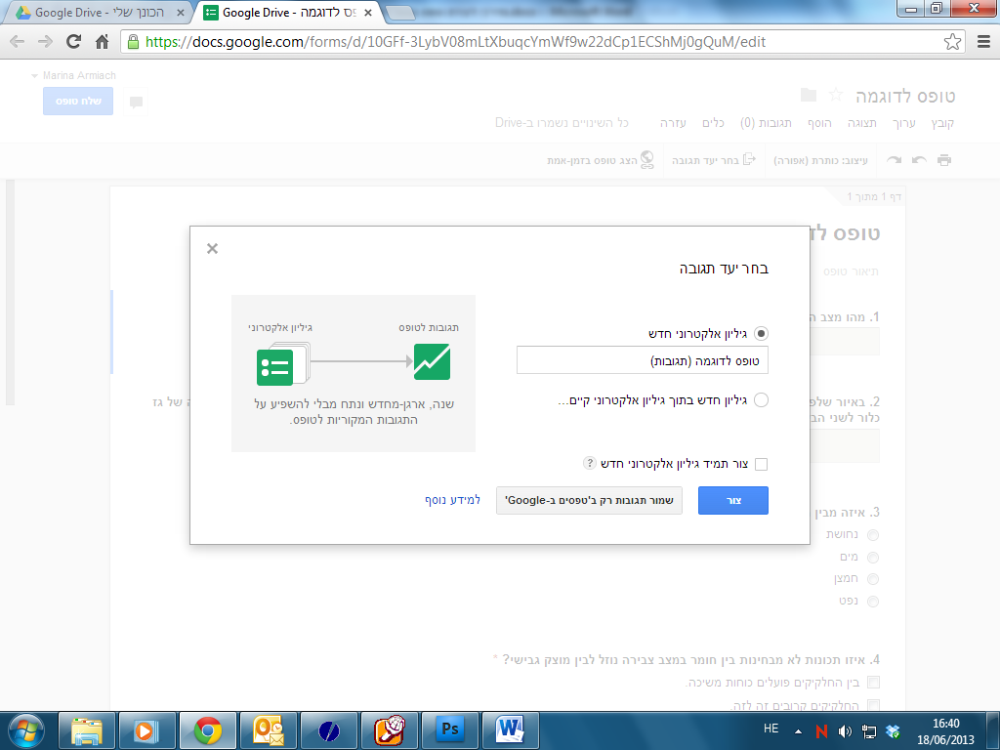 הכונן שלי - Google Drive
טופס לדוגמה - Google Drive
https://docs.google.com/forms/d/10GFf-3LybV08mLtXbuqcYmWf9w22dCp1ECShMj0gQuM/edit
Marina Armiach
טופס לדוגמה
שלח טופס
קובץ ערוך תצוגה הוסף תגובות (0) כלים עזרה כל השינויים נשמרו ב-Drive
עיצוב: כותרת (אפורה) בחר יעד תגובה הצג טופס בזמן-אמת
דף 1 מתוך 1
טופס
תיאור טופס
1. מהו מצב
בחר יעד תגובה
גיליון אלקטרוני חדש
טופס לדוגמה (תגובות)
גיליון חדש בתוך גיליון אלקטרוני קיים...
צור תמיד גיליון אלקטרוני חדש ?
צור
שמור תגובות רק ב'טפסים ב-Google'
למידע נוסף
תגובות לטופס גיליון אלקטרוני
שנה, ארגן-מחדש ונתח מבלי להשפיע על
התגובות המקוריות לטופס.
2. באיור של גז
כלור לשני
3. איזה מבין
נחושת
מים
חמצן
נפט
4. איזו תכונות לא מבחינות בין חומר במצב צבירה נוזל לבין מוצק גבישי? *
בין החלקיקים פועלים כוחות משיכה.
החלקיקים קרובים זה לזה.
HE
16:40
18/06/2013